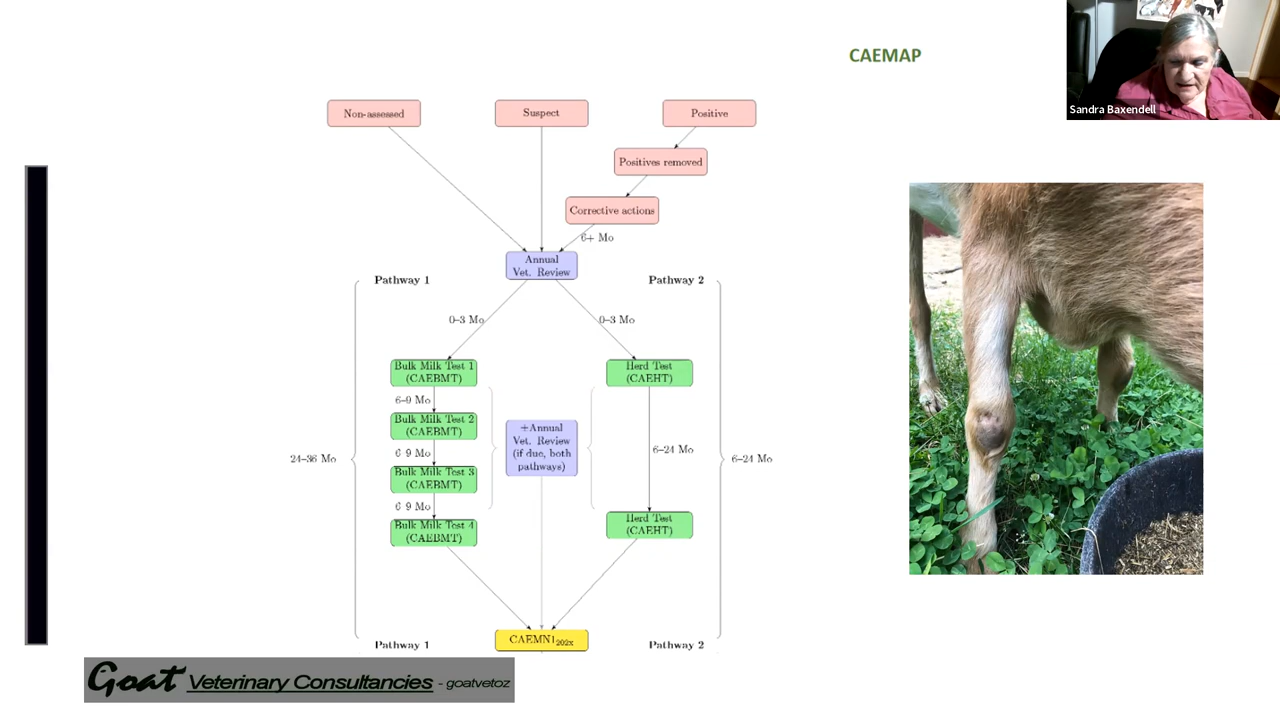 CAEMAP
Sandra Baxendell
Non-assessed
Suspect
Positive
Positives removed
Corrective actions
6+ Mo
Annual
Vet. Review
Pathway 1
Pathway 2
0–3 Mo
0–3 Mo
Bulk Milk Test 1
(CAEBMT)
Herd Test
(CAEHT)
6–9 Mo
Bulk Milk Test 2
(CAEBMT)
+Annual
Vet. Review
(if due, both
pathways)
6–9 Mo
6–24 Mo
24–36 Mo
6–24 Mo
Bulk Milk Test 3
(CAEBMT)
6–9 Mo
Bulk Milk Test 4
(CAEBMT)
Herd Test
(CAEHT)
CAEMN1202x
Pathway 1
Pathway 2
Goat Veterinary Consultancies - goatvetoz